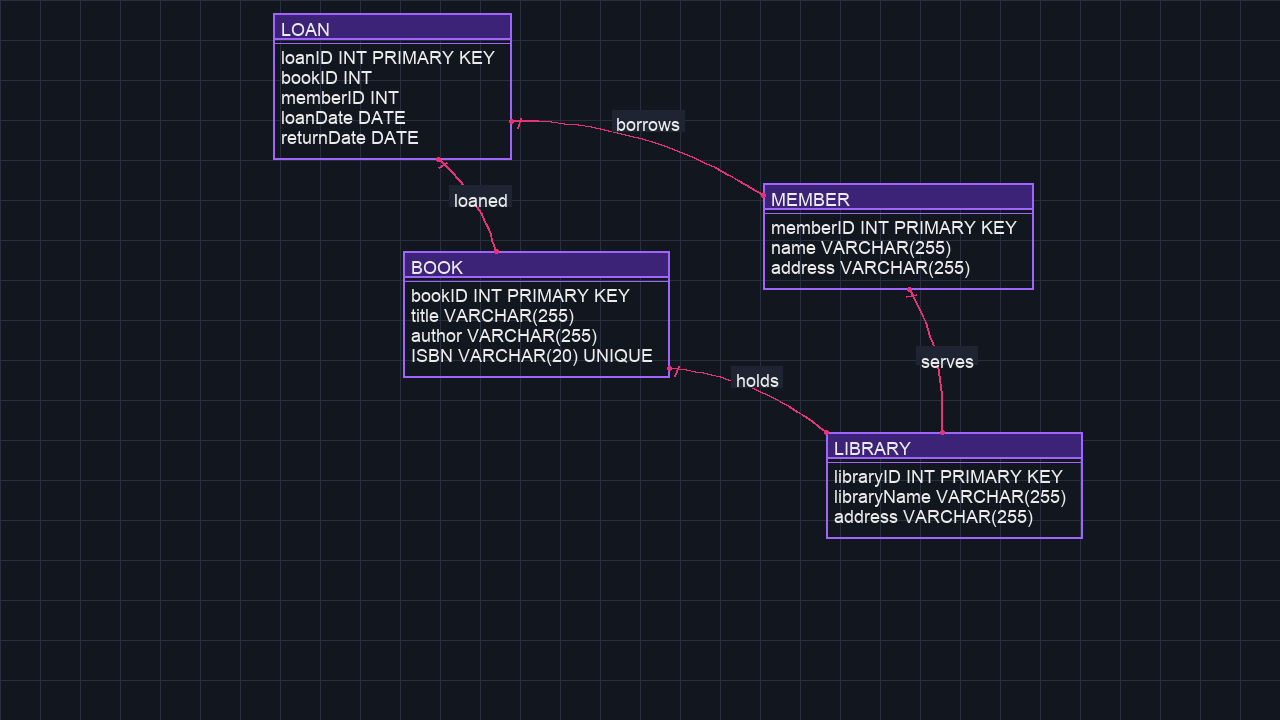 LOAN
loanID INT PRIMARY KEY
bookID INT
memberID INT
loanDate DATE
returnDate DATE
borrows
loaned
MEMBER
memberID INT PRIMARY KEY
name VARCHAR(255)
address VARCHAR(255)
BOOK
bookID INT PRIMARY KEY
title VARCHAR(255)
author VARCHAR(255)
ISBN VARCHAR(20) UNIQUE
serves
holds
LIBRARY
libraryID INT PRIMARY KEY
libraryName VARCHAR(255)
address VARCHAR(255)